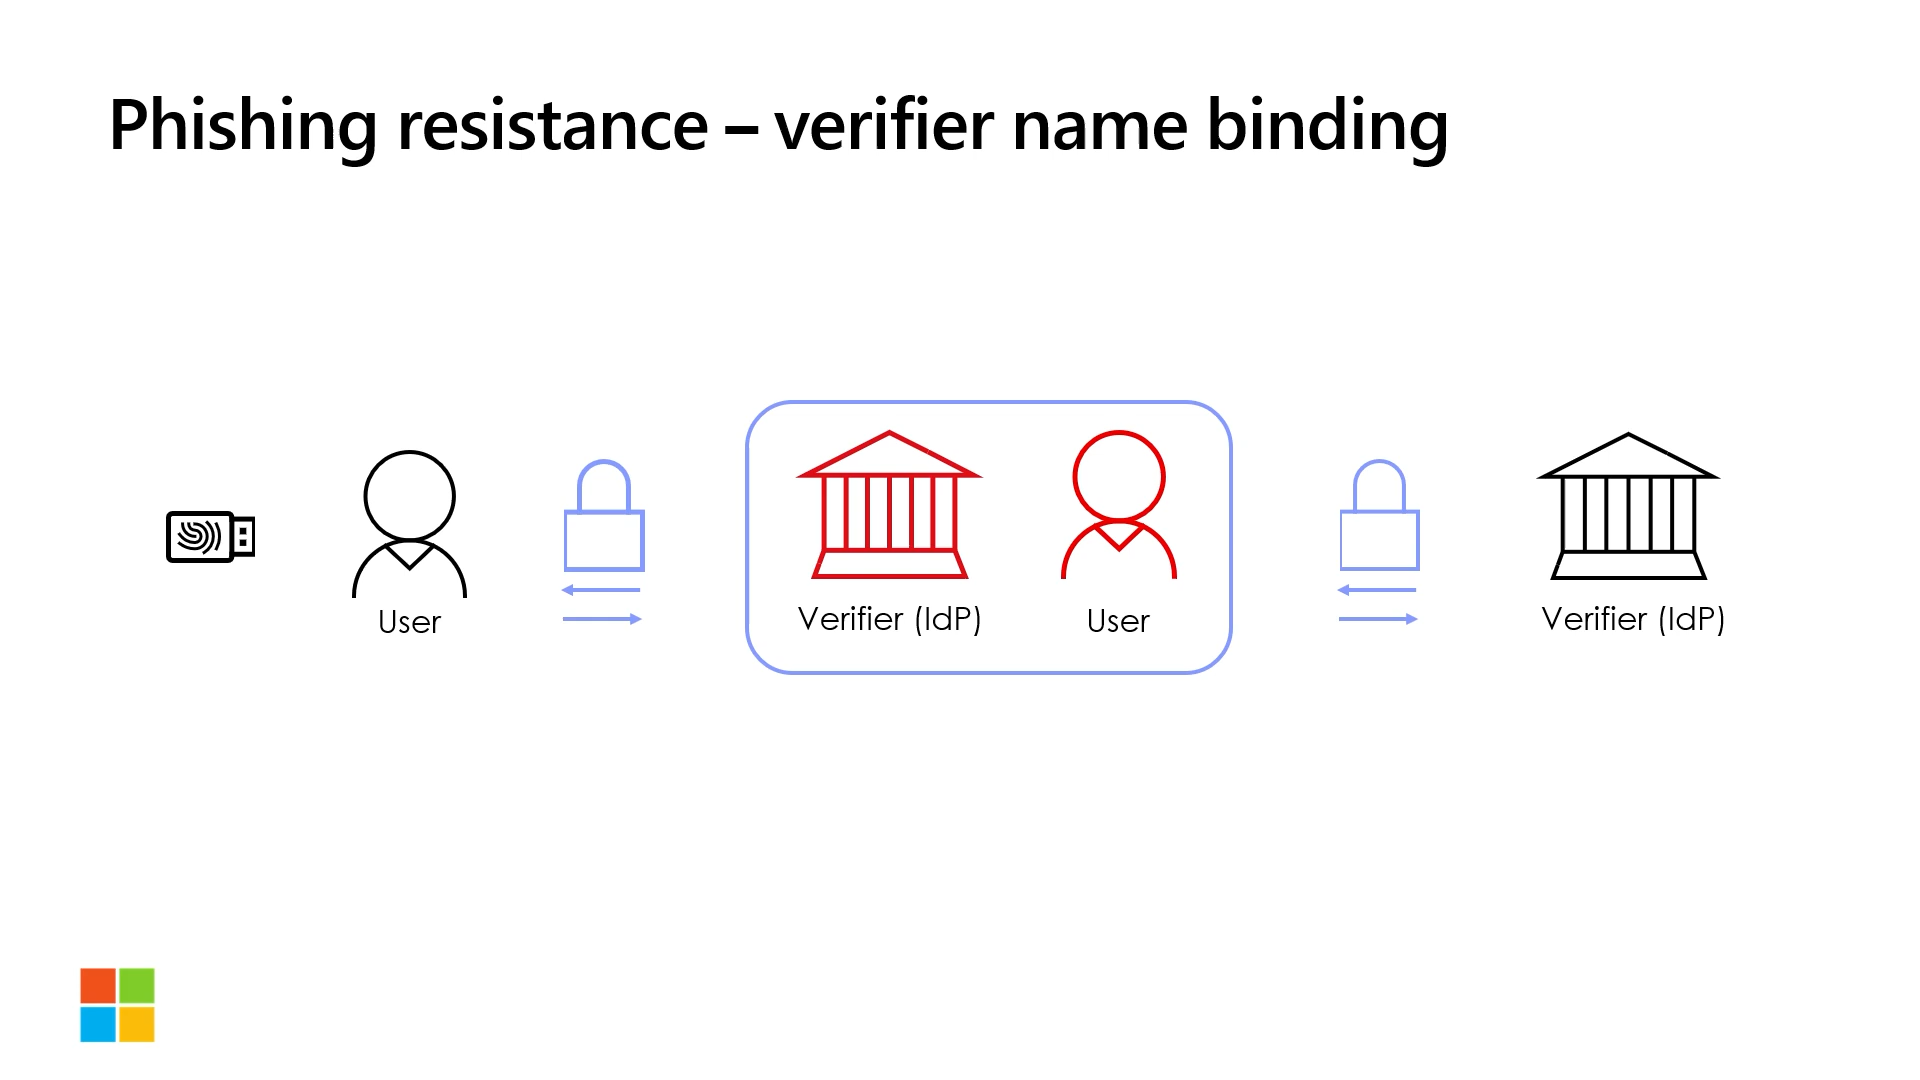 Phishing resistance – verifier name binding
User
Verifier (IdP)
User
Verifier (IdP)